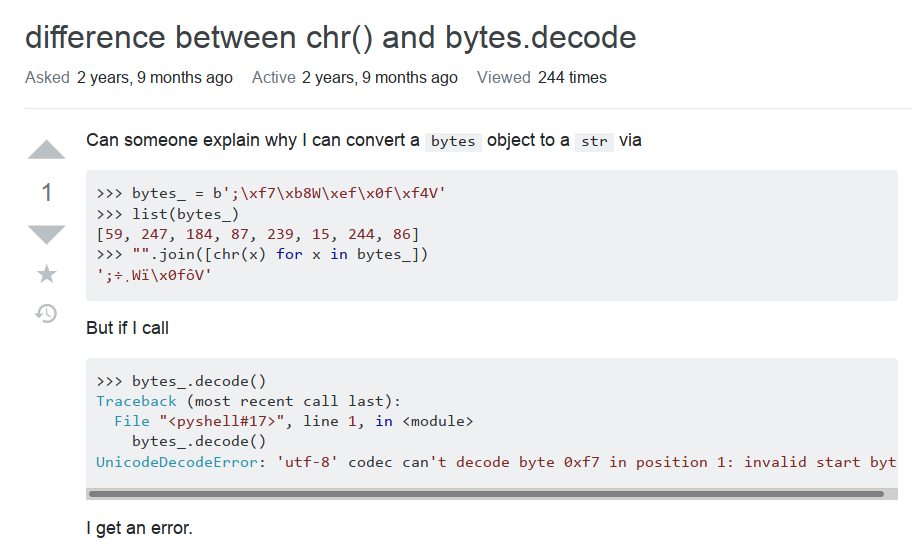 difference between chr() and bytes.decode
Asked 2 years, 9 months ago Active 2 years, 9 months ago Viewed 244 times
Can someone explain why I can convert a bytes object to a str via
1
>>> bytes_ = b';\xf7\xb8W\xef\x0f\xf4V'
>>> list(bytes_)
[59, 247, 184, 87, 239, 15, 244, 86]
>>> "".join([chr(x) for x in bytes_])
';÷¸Wï\x0fôV'
But if I call
>>> bytes_.decode()
Traceback (most recent call last):
  File "<pyshell#17>", line 1, in <module>
    bytes_.decode()
UnicodeDecodeError: 'utf-8' codec can't decode byte 0xf7 in position 1: invalid start byt
I get an error.